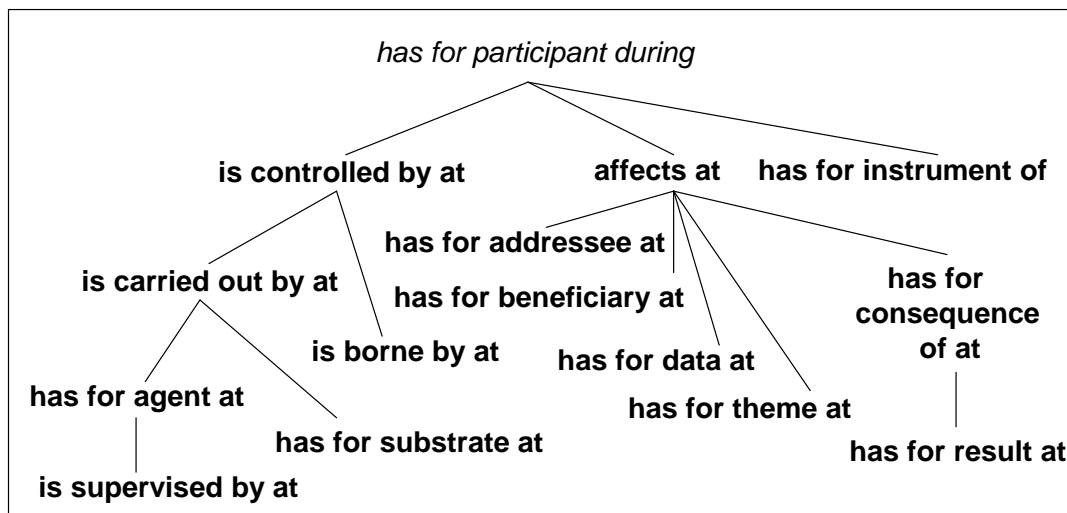 has for participant during
is controlled by at
affects at
has for instrument of
has for addressee at
is carried out by at
has for beneficiary at
has for
consequence
of at
is borne by at
has for data at
has for agent at
has for theme at
has for substrate at
has for result at
is supervised by at